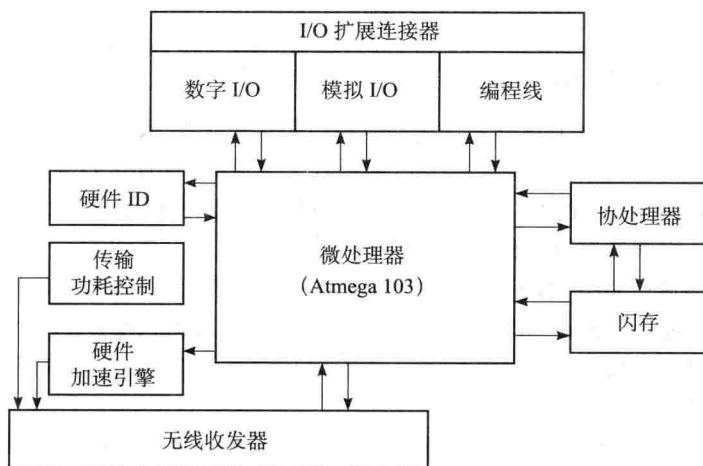 I/O 扩展连接器
数字 I/O
模拟 I/O
编程线
硬件 ID
微处理器
（Atmega 103）
协处理器
传输
功耗控制
闪存
硬件
加速引擎
无线收发器